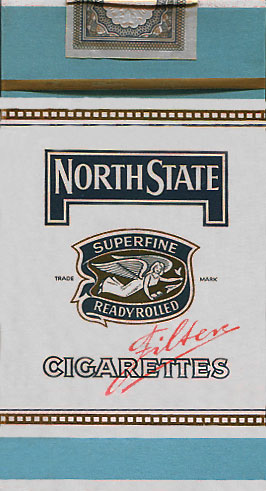 NORTH STATE
SUPERFINE
TRADE MARK
READY ROLLED
Filter
CIGARETTES